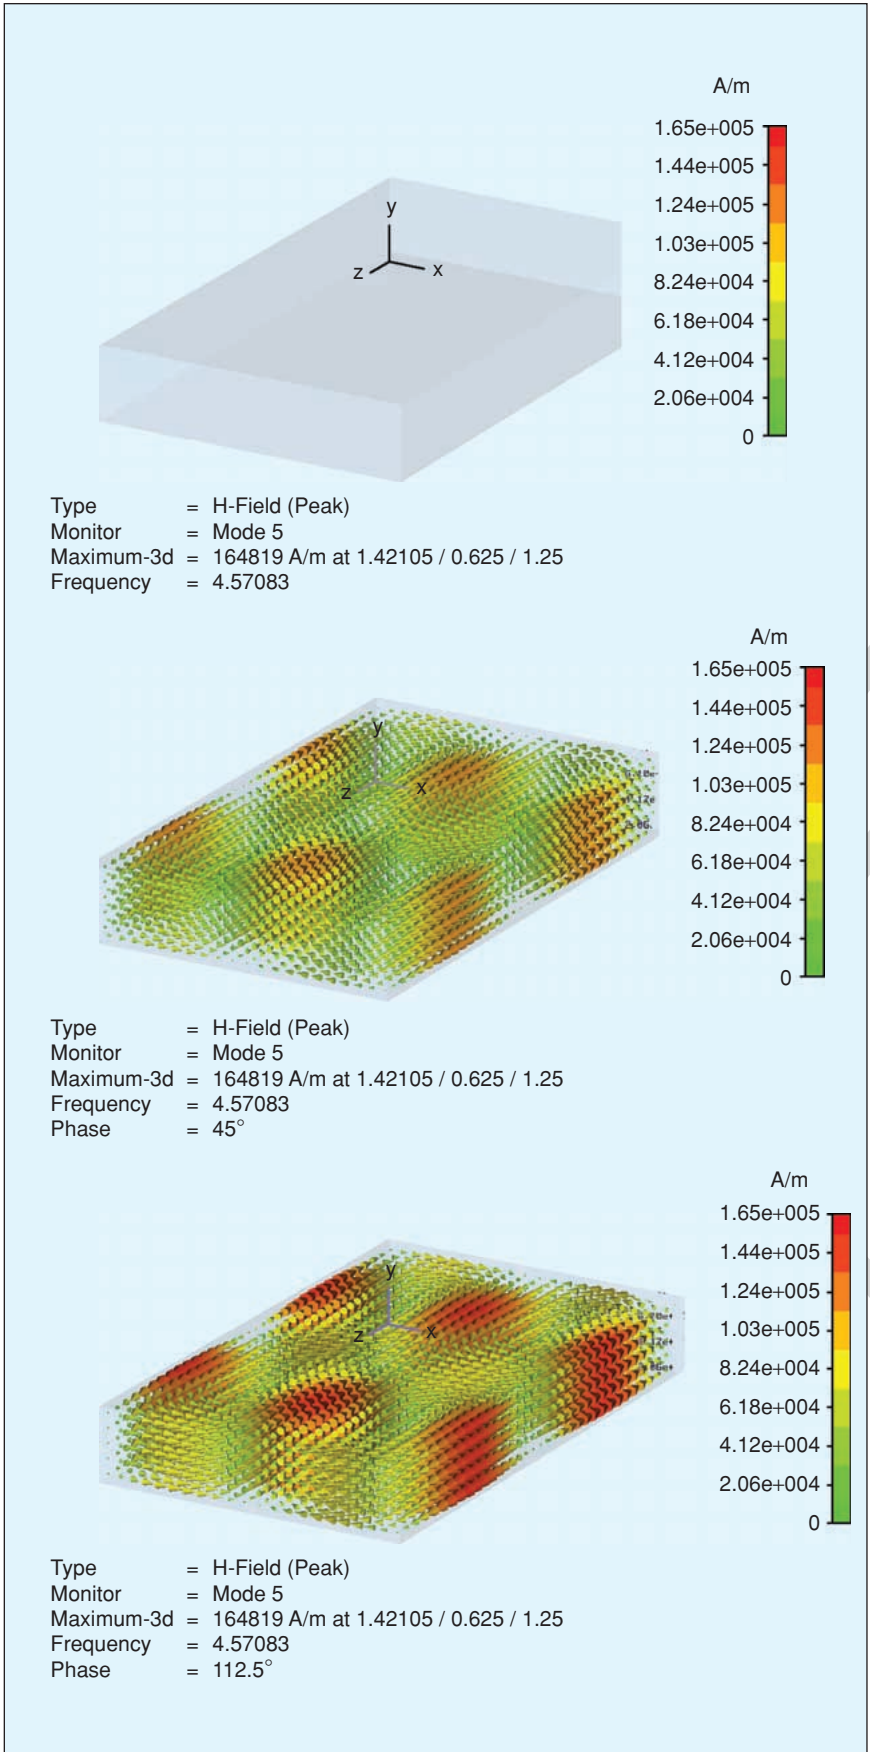 A/m
1.65e+005
1.44e+005
1.24e+005
1.03e+005
8.24e+004
6.18e+004
4.12e+004
2.06e+004
0
y
z x
Type = H-Field (Peak)
Monitor = Mode 5
Maximum-3d = 164819 A/m at 1.42105 / 0.625 / 1.25
Frequency = 4.57083
A/m
1.65e+005
1.44e+005
1.24e+005
1.03e+005
8.24e+004
6.18e+004
4.12e+004
2.06e+004
0
y
z x
Type = H-Field (Peak)
Monitor = Mode 5
Maximum-3d = 164819 A/m at 1.42105 / 0.625 / 1.25
Frequency = 4.57083
Phase = 45°
A/m
1.65e+005
1.44e+005
1.24e+005
1.03e+005
8.24e+004
6.18e+004
4.12e+004
2.06e+004
0
y
z x
Type = H-Field (Peak)
Monitor = Mode 5
Maximum-3d = 164819 A/m at 1.42105 / 0.625 / 1.25
Frequency = 4.57083
Phase = 112.5°